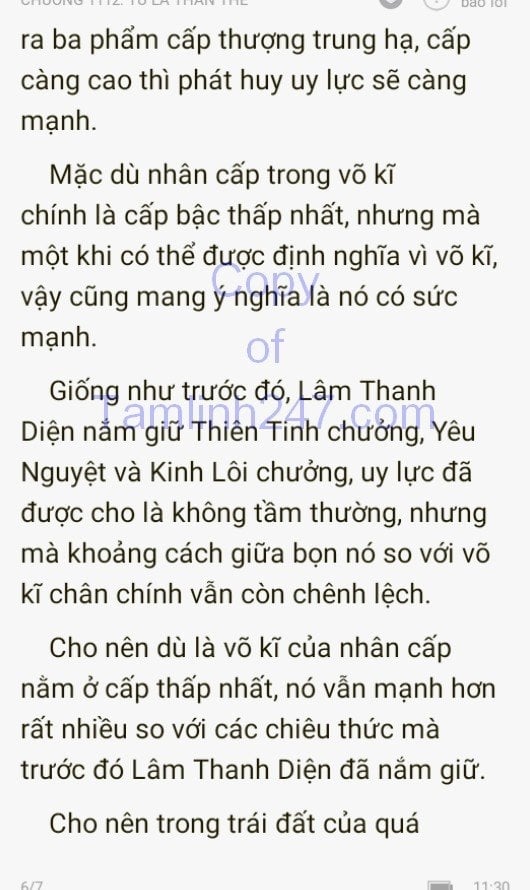 CHƯƠNG 1112: TU LA THÂN THỂ
báo lỗi
ra ba phẩm cấp thượng trung hạ, cấp
càng cao thì phát huy uy lực sẽ càng
mạnh.
Mặc dù nhân cấp trong võ kĩ
chính là cấp bậc thấp nhất, nhưng mà
một khi có thể được định nghĩa vì võ kĩ,
vậy cũng mang ý nghĩa là nó có sức
mạnh.
Giống như trước đó, Lâm Thanh
Diện nắm giữ Thiên Tinh chưởng, Yêu
Nguyệt và Kinh Lôi chưởng, uy lực đã
được cho là không tầm thường, nhưng
mà khoảng cách giữa bọn nó so với võ
kĩ chân chính vẫn còn chênh lệch.
Cho nên dù là võ kĩ của nhân cấp
nằm ở cấp thấp nhất, nó vẫn mạnh hơn
rất nhiều so với các chiêu thức mà
trước đó Lâm Thanh Diện đã nắm giữ.
Cho nên trong trái đất của quá
Copy
of
Tamlinh247.com
6/7
11:30